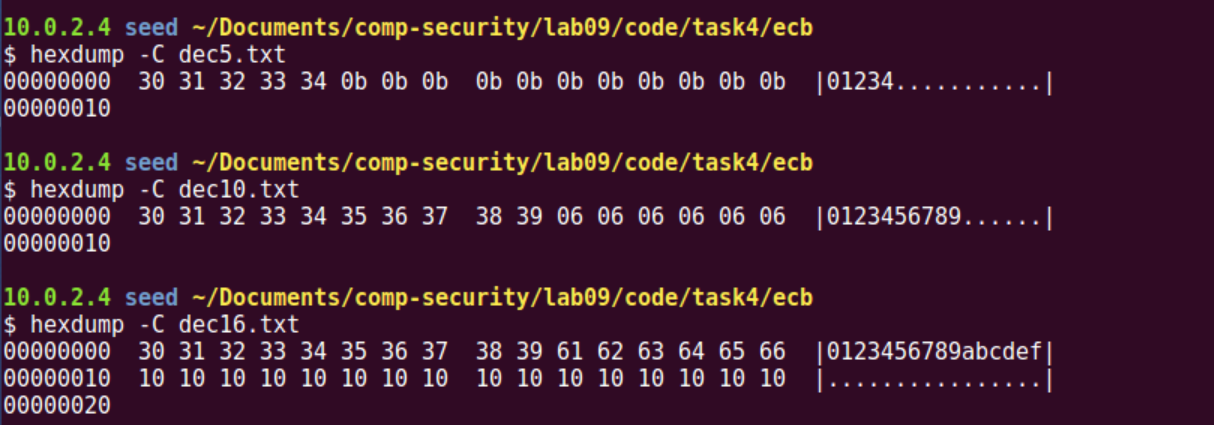 10.0.2.4 seed ~/Documents/comp-security/lab09/code/task4/ecb
$ hexdump -C dec5.txt
00000000  30 31 32 33 34 0b 0b 0b  0b 0b 0b 0b 0b 0b 0b 0b  |01234...........|
00000010
10.0.2.4 seed ~/Documents/comp-security/lab09/code/task4/ecb
$ hexdump -C dec10.txt
00000000  30 31 32 33 34 35 36 37  38 39 06 06 06 06 06 06  |0123456789......|
00000010
10.0.2.4 seed ~/Documents/comp-security/lab09/code/task4/ecb
$ hexdump -C dec16.txt
00000000  30 31 32 33 34 35 36 37  38 39 61 62 63 64 65 66  |0123456789abcdef|
00000010  10 10 10 10 10 10 10 10  10 10 10 10 10 10 10 10  |................|
00000020